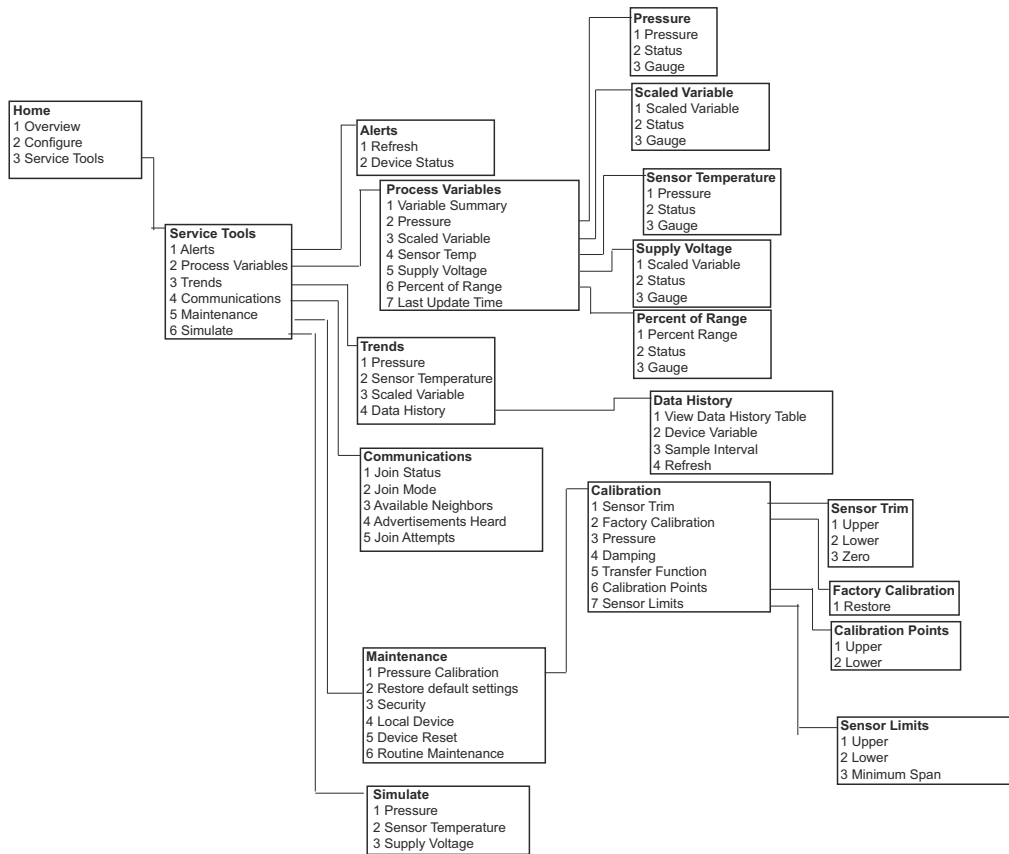 Home
1 Overview
2 Configure
3 Service Tools
Service Tools
1 Alerts
2 Process Variables
3 Trends
4 Communications
5 Maintenance
6 Simulate
Alerts
1 Refresh
2 Device Status
Process Variables
1 Variable Summary
2 Pressure
3 Scaled Variable
4 Sensor Temp
5 Supply Voltage
6 Percent of Range
7 Last Update Time
Pressure
1 Pressure
2 Status
3 Gauge
Scaled Variable
1 Scaled Variable
2 Status
3 Gauge
Sensor Temperature
1 Pressure
2 Status
3 Gauge
Supply Voltage
1 Scaled Variable
2 Status
3 Gauge
Percent of Range
1 Percent Range
2 Status
3 Gauge
Trends
1 Pressure
2 Sensor Temperature
3 Scaled Variable
4 Data History
Data History
1 View Data History Table
2 Device Variable
3 Sample Interval
4 Refresh
Communications
1 Join Status
2 Join Mode
3 Available Neighbors
4 Advertisements Heard
5 Join Attempts
Maintenance
1 Pressure Calibration
2 Restore default settings
3 Security
4 Local Device
5 Device Reset
6 Routine Maintenance
Calibration
1 Sensor Trim
2 Factory Calibration
3 Pressure
4 Damping
5 Transfer Function
6 Calibration Points
7 Sensor Limits
Sensor Trim
1 Upper
2 Lower
3 Zero
Factory Calibration
1 Restore
Calibration Points
1 Upper
2 Lower
Sensor Limits
1 Upper
2 Lower
3 Minimum Span
Simulate
1 Pressure
2 Sensor Temperature
3 Supply Voltage